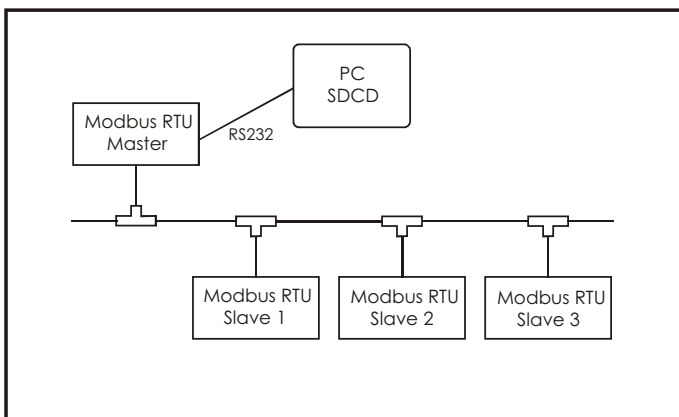 PC
SDCD
Modbus RTU
Master
RS232
Modbus RTU
Slave 1
Modbus RTU
Slave 2
Modbus RTU
Slave 3